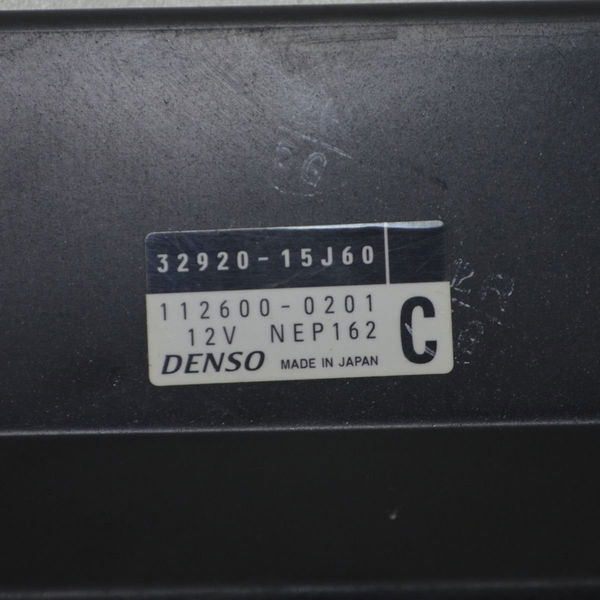 32920-15J60
112600-0201
12V NEP162
C
DENSO MADE IN JAPAN